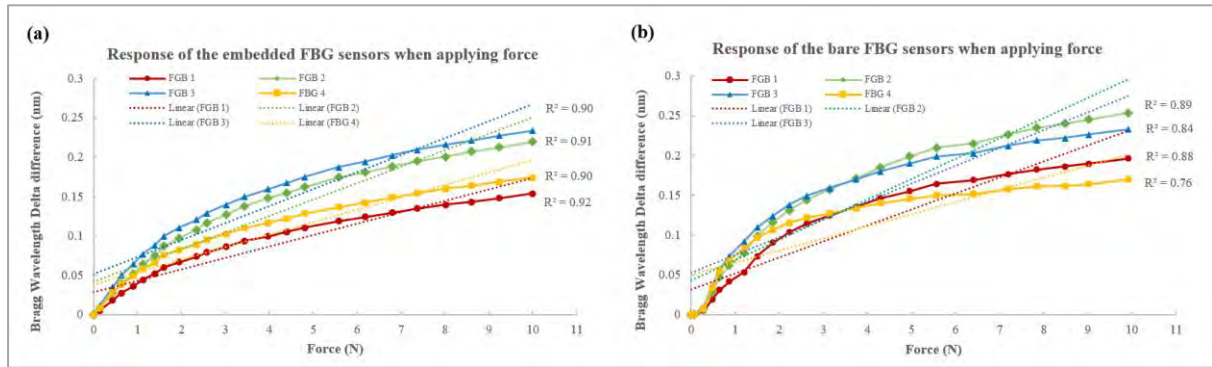 (a)
Response of the embedded FBG sensors when applying force
FGB 1
FGB 2
FGB 3
FBG 4
Linear (FGB 1)
Linear (FGB 2)
Linear (FGB 3)
Linear (FBG 4)
Bragg Wavelength Delta difference (nm)
0.3
0.25
0.2
0.15
0.1
0.05
0
R² = 0.90
R² = 0.91
R² = 0.90
R² = 0.92
0 1 2 3 4 5 6 7 8 9 10 11
Force (N)
(b)
Response of the bare FBG sensors when applying force
FGB 1
FGB 2
FGB 3
FBG 4
Linear (FGB 1)
Linear (FGB 2)
Linear (FGB 3)
Bragg Wavelength Delta difference (nm)
0.3
0.25
0.2
0.15
0.1
0.05
0
R² = 0.89
R² = 0.84
R² = 0.88
R² = 0.76
0 1 2 3 4 5 6 7 8 9 10 11
Force (N)